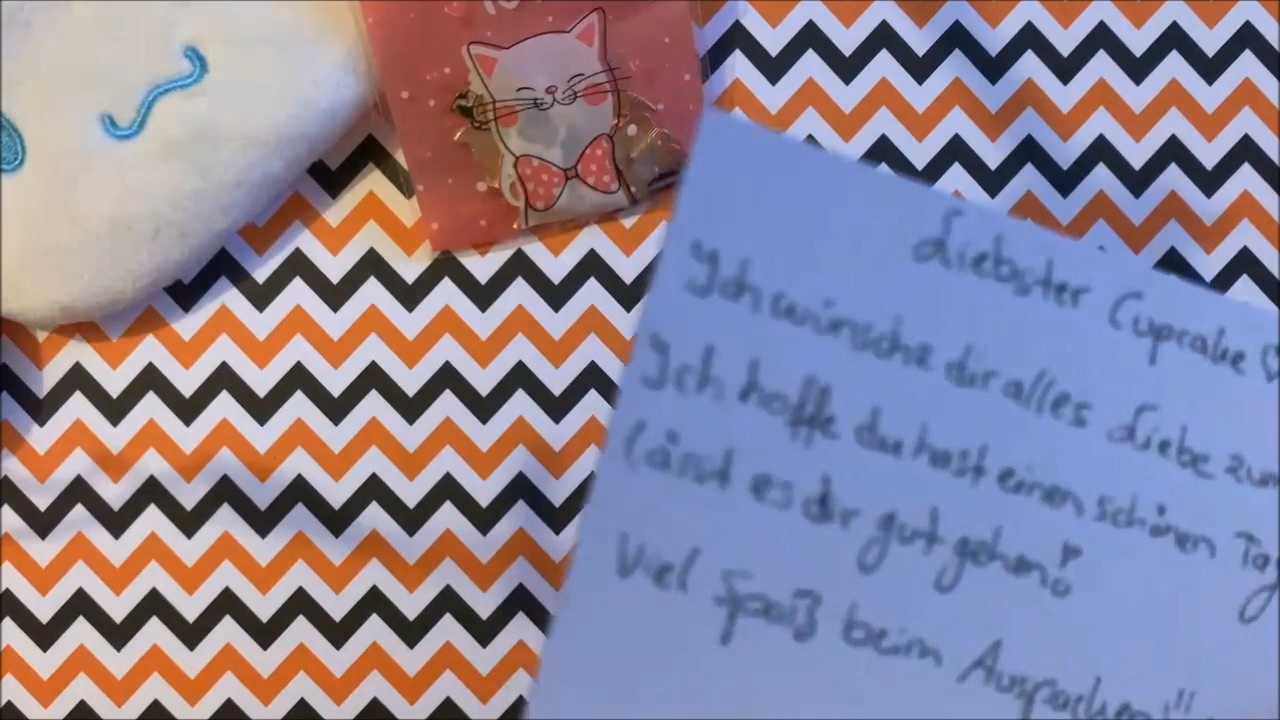 Liebster Cupcake ♡
Ich wünsche dir alles Liebe zum
Ich hoffe du hast einen schönen Tag
läast es dir gut gehen!
Viel Spaß beim Auspacken!!